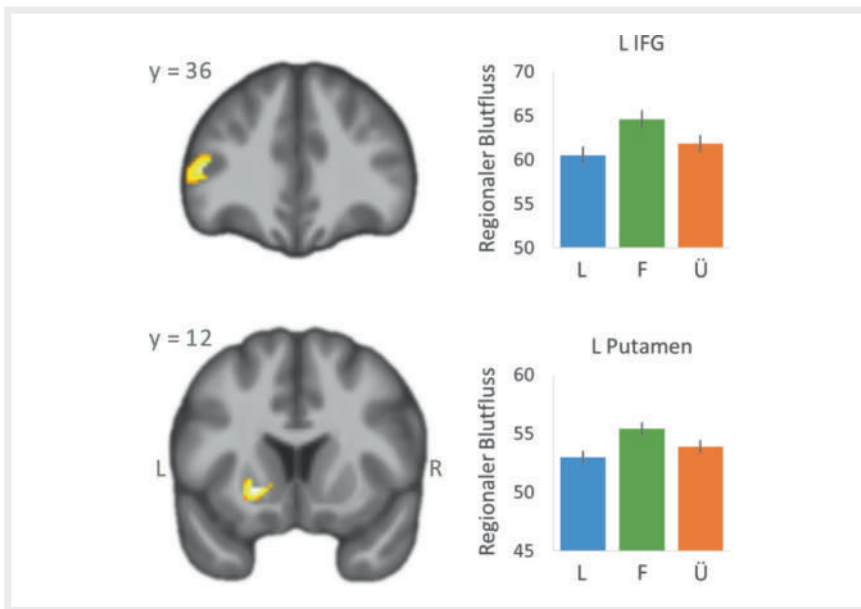 y = 36
L IFG
Regionaler Blutfluss
70
65
60
55
50
L F Ü
y = 12
L R
L Putamen
Regionaler Blutfluss
60
55
50
45
L F Ü